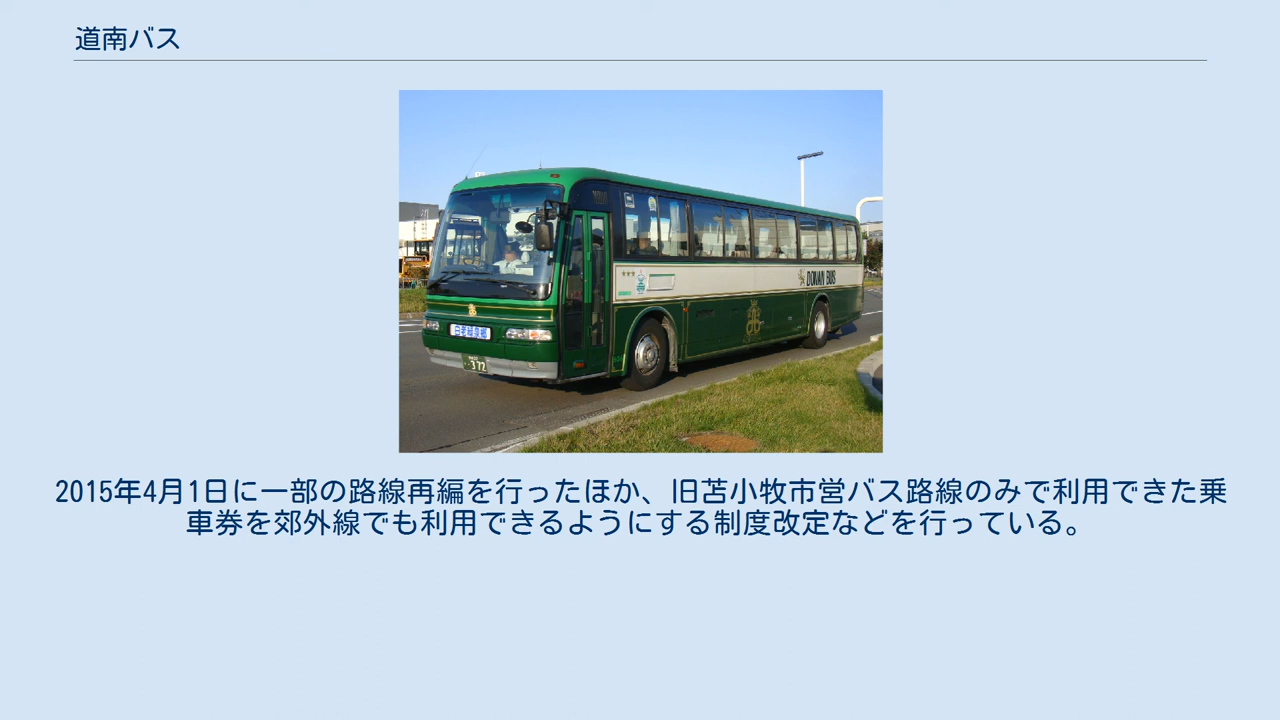 道南バス
DONAN BUS
372
2015年4月1日に一部の路線再編を行ったほか、旧苫小牧市営バス路線のみで利用できた乗
車券を郊外線でも利用できるようにする制度改定などを行っている。